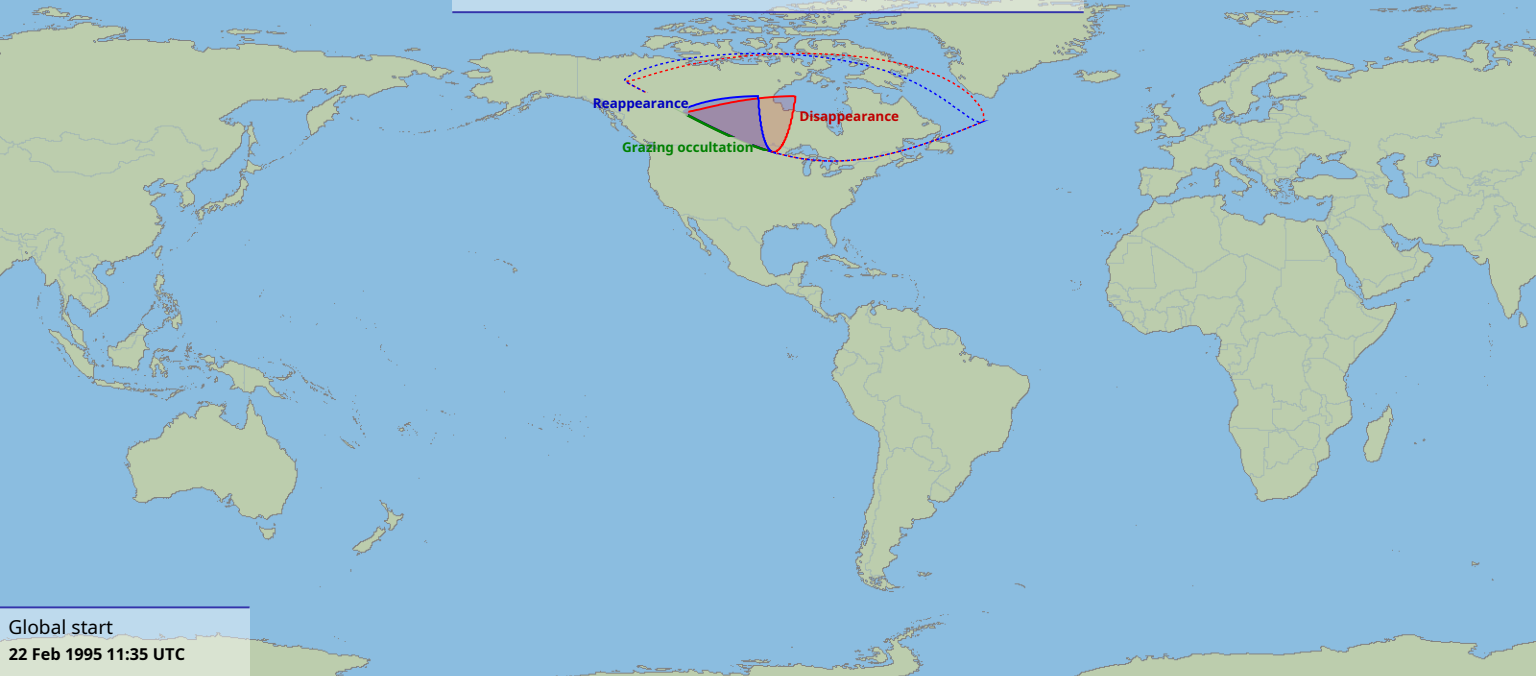 Reappearance
Disappearance
Grazing occultation
Global start
22 Feb 1995 11:35 UTC